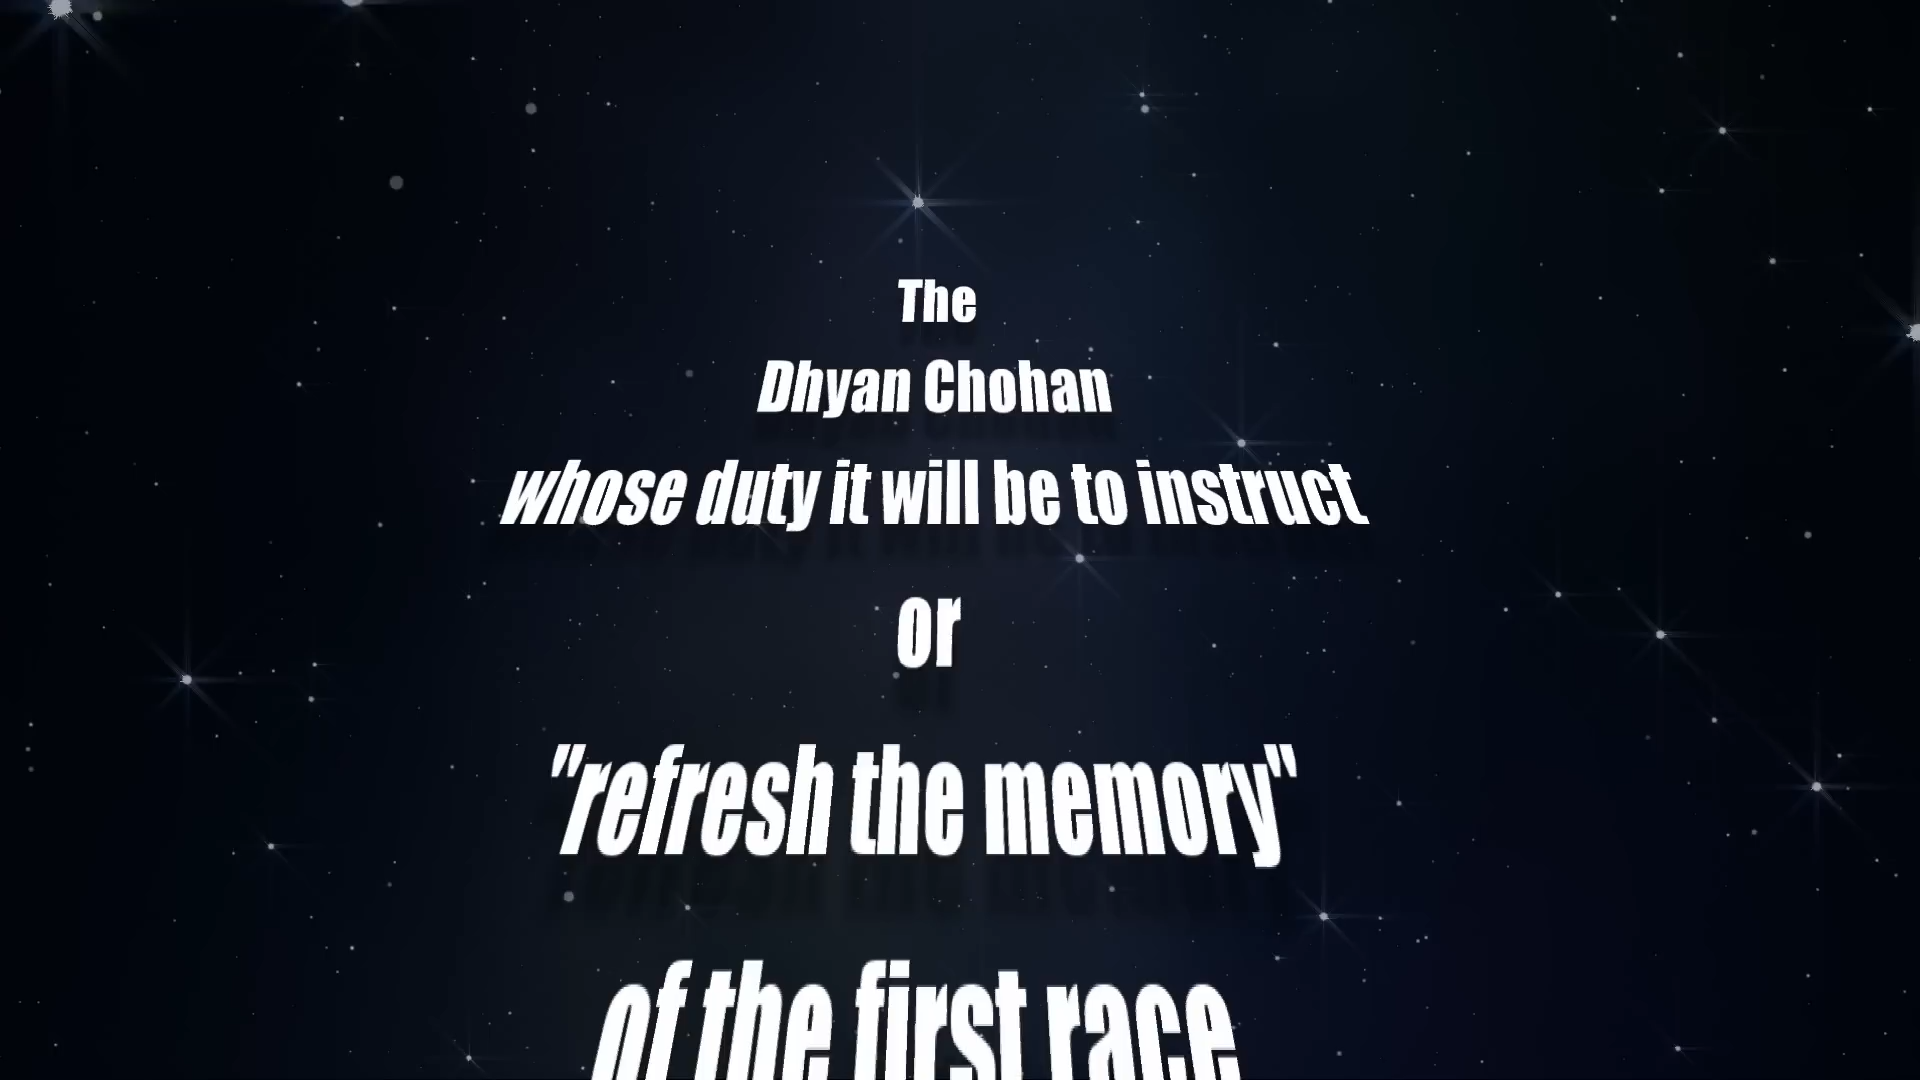 The
Dhyan Chohan
whose duty it will be to instruct
or
"refresh the memory"
of the first race